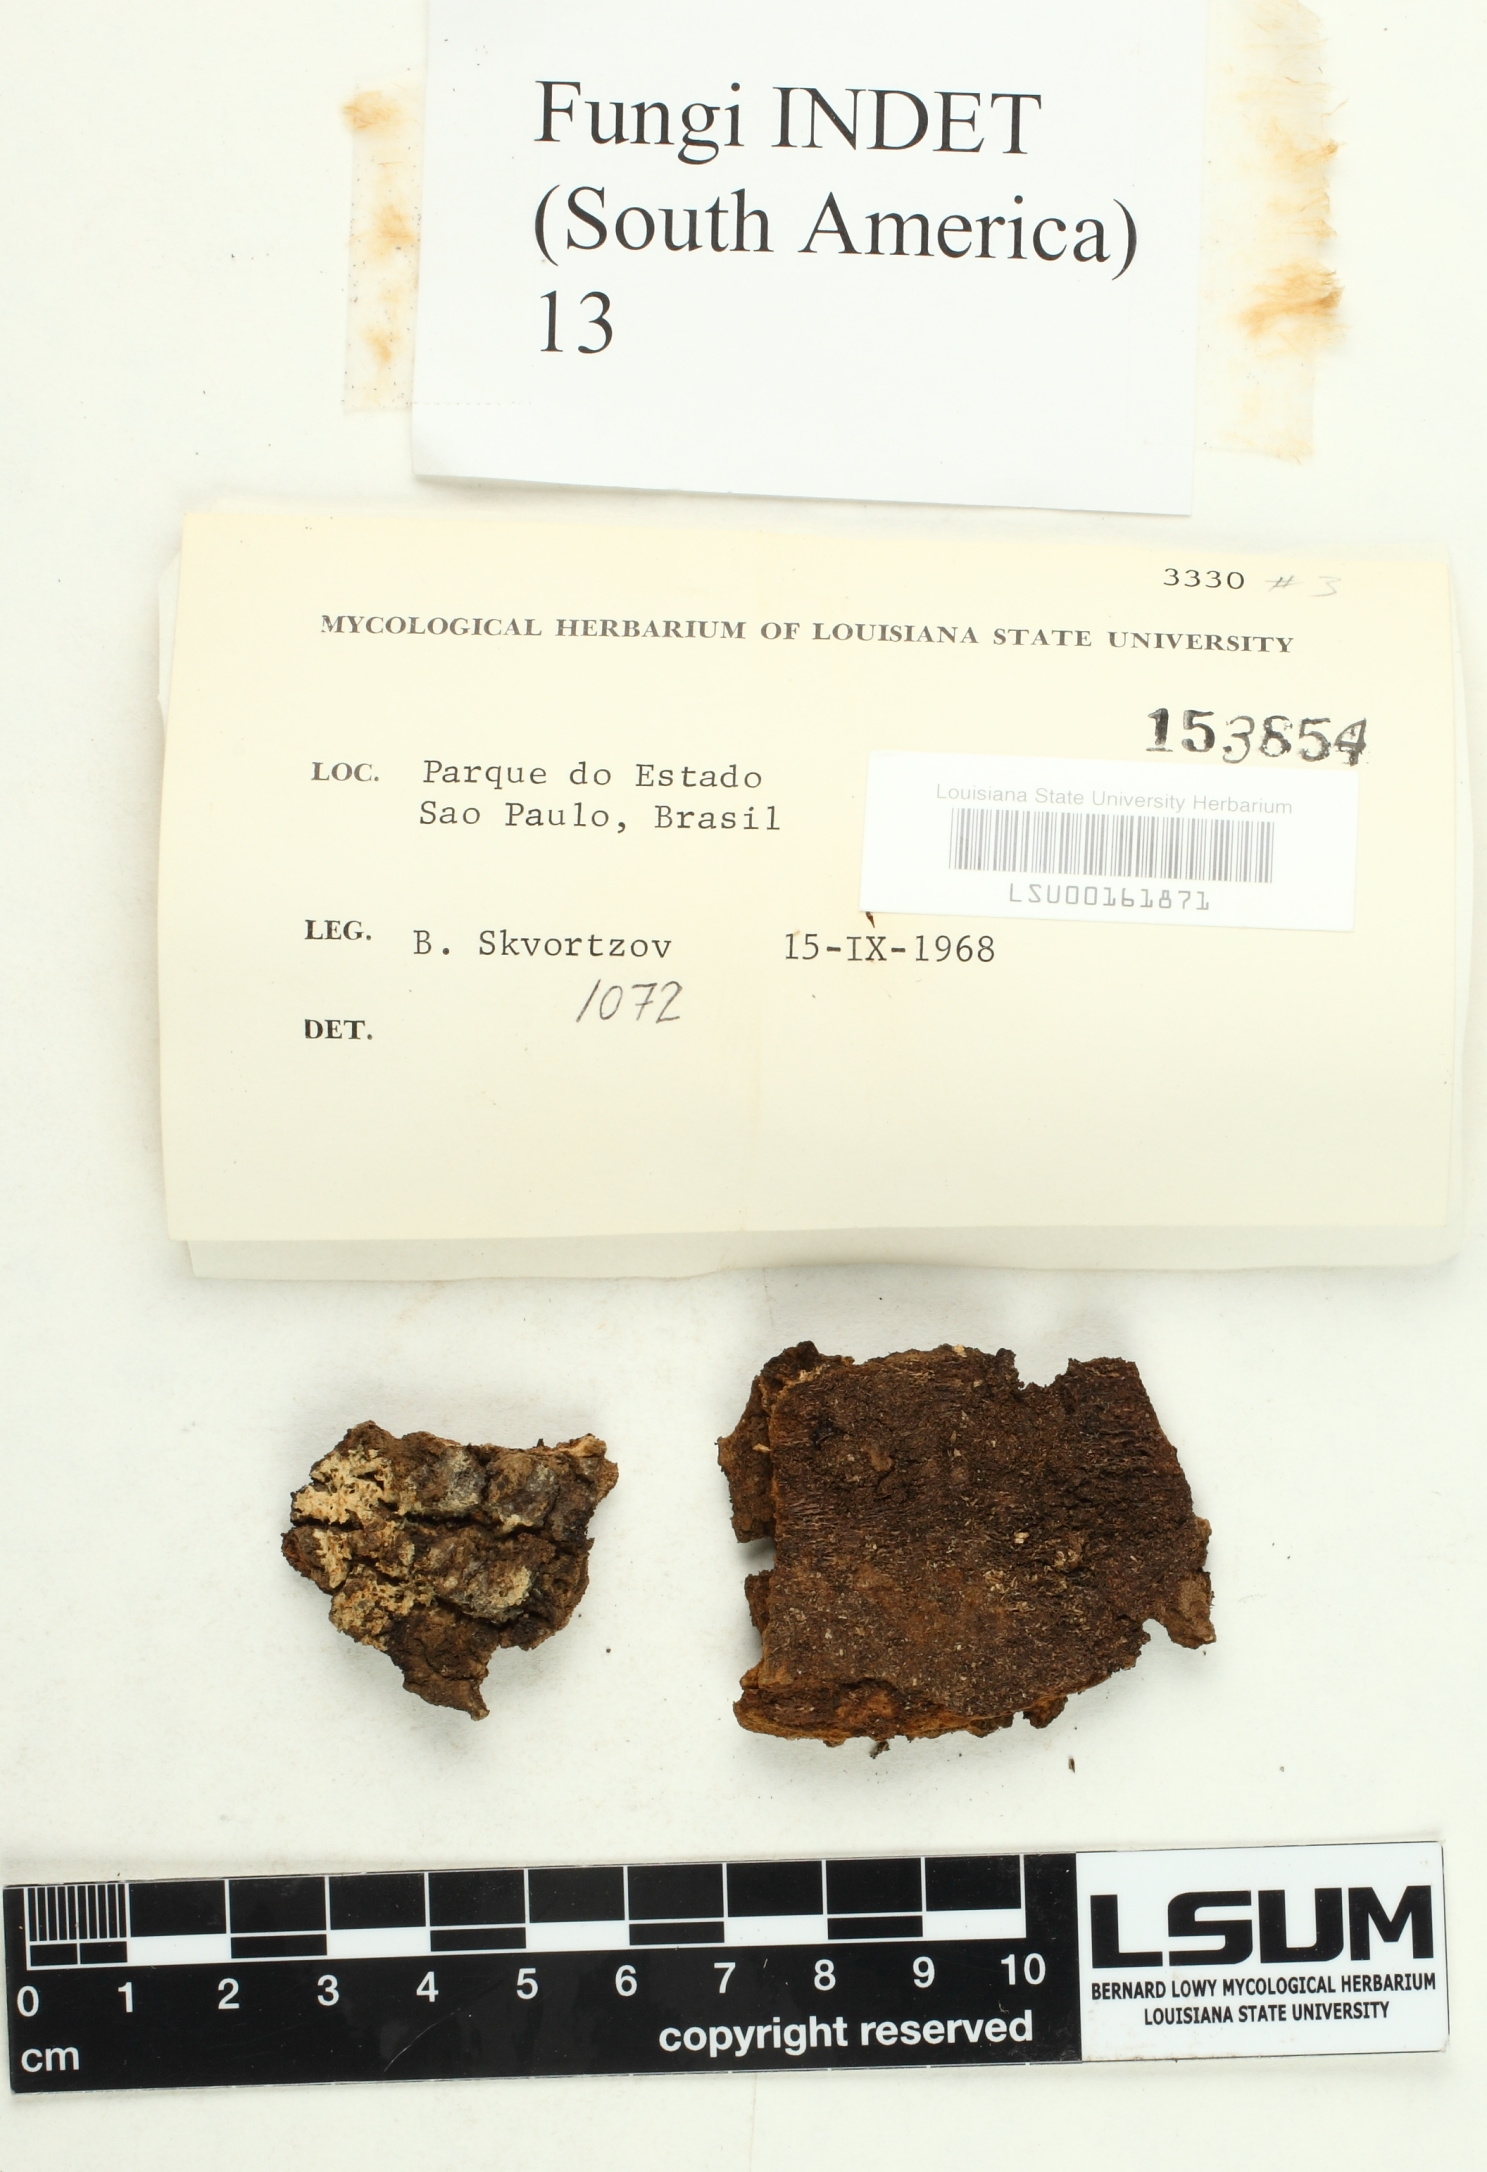 Fungi INDET
(South America)
13
3330 # 3
MYCOLOGICAL HERBARIUM OF LOUISIANA STATE UNIVERSITY
153854
LOC. Parque do Estado
Sao Paulo, Brasil
Louisiana State University Herbarium
LSU00161871
LEG. B. Skvortzov 15-IX-1968
1072
DET.
0 1 2 3 4 5 6 7 8 9 10
cm
copyright reserved
LSUM
BERNARD LOWY MYCOLOGICAL HERBARIUM
LOUISIANA STATE UNIVERSITY